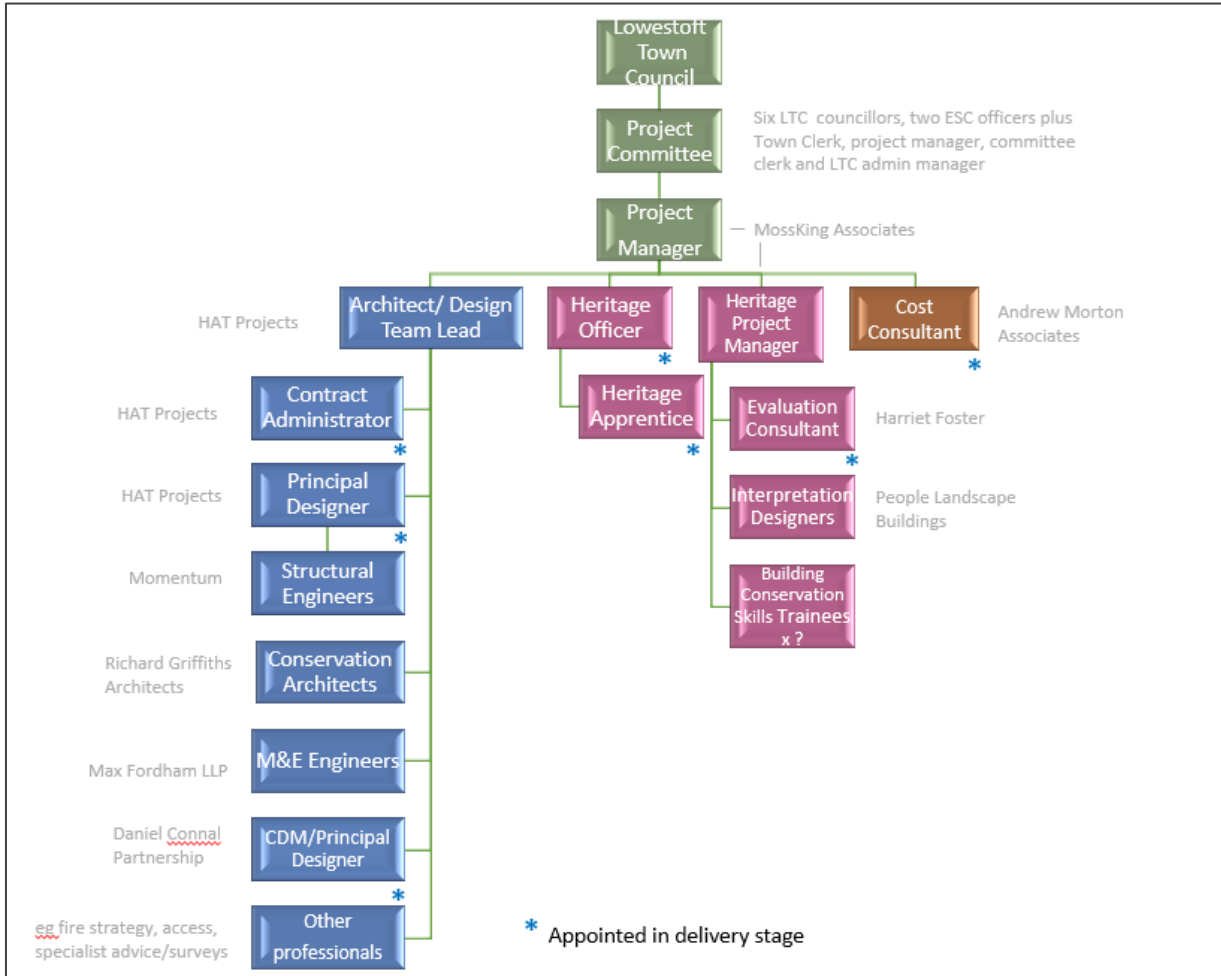 Lowestoft
Town
Council
Project
Committee
Six LTC councillors, two ESC officers plus
Town Clerk, project manager, committee
clerk and LTC admin manager
Project
Manager
MossKing Associates
HAT Projects
Architect/ Design
Team Lead
Heritage
Officer
*
Heritage
Project
Manager
Cost
Consultant
*
Andrew Morton
Associates
HAT Projects
Contract
Administrator
*
Heritage
Apprentice
*
Evaluation
Consultant
*
Harriet Foster
HAT Projects
Principal
Designer
*
Interpretation
Designers
People Landscape
Buildings
Momentum
Structural
Engineers
Building
Conservation
Skills Trainees
x ?
Richard Griffiths
Architects
Conservation
Architects
Max Fordham LLP
M&E Engineers
Daniel Connal
Partnership
CDM/Principal
Designer
*
eg fire strategy, access,
specialist advice/surveys
Other
professionals
* Appointed in delivery stage